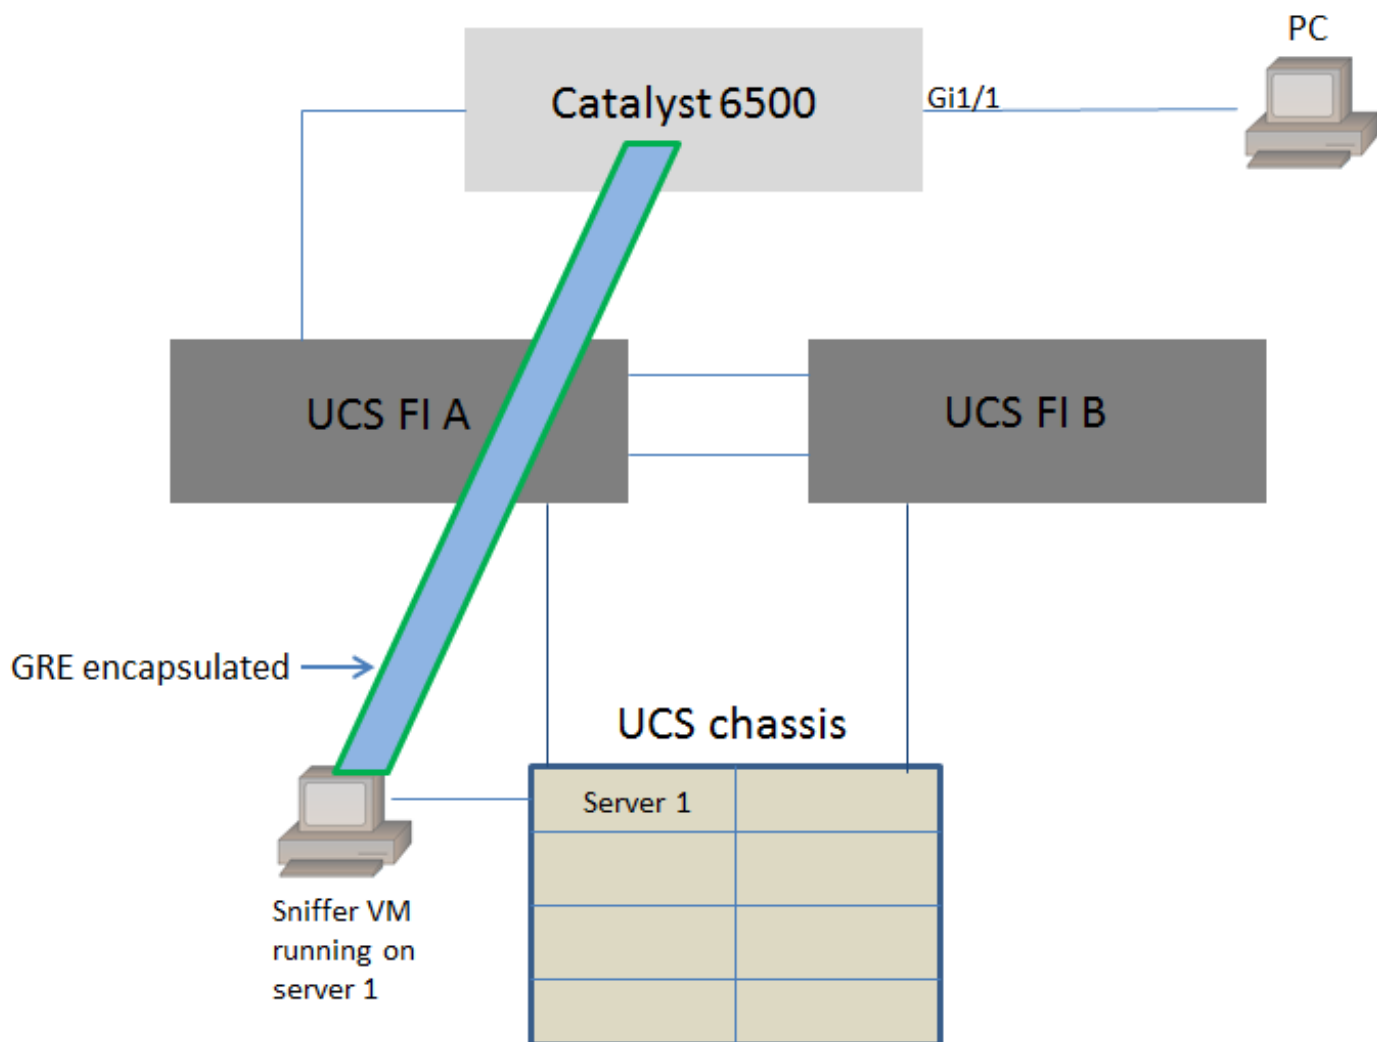 PC
Catalyst 6500
Gi1/1
UCS FI A
UCS FI B
GRE encapsulated
UCS chassis
Server 1
Sniffer VM
running on
server 1